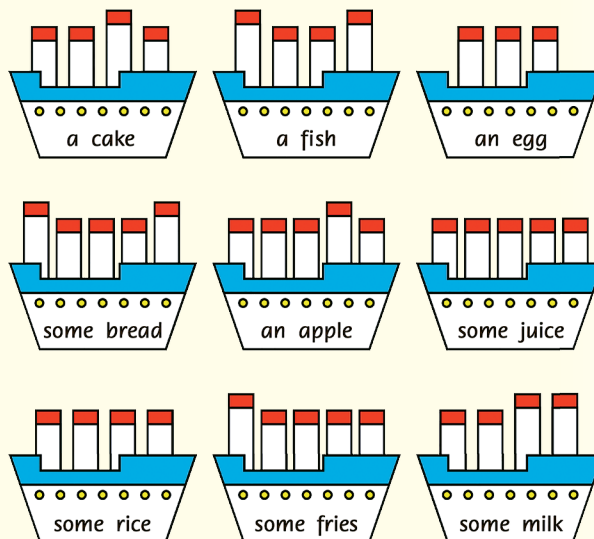 a cake
a fish
an egg
some bread
an apple
some juice
some rice
some fries
some milk